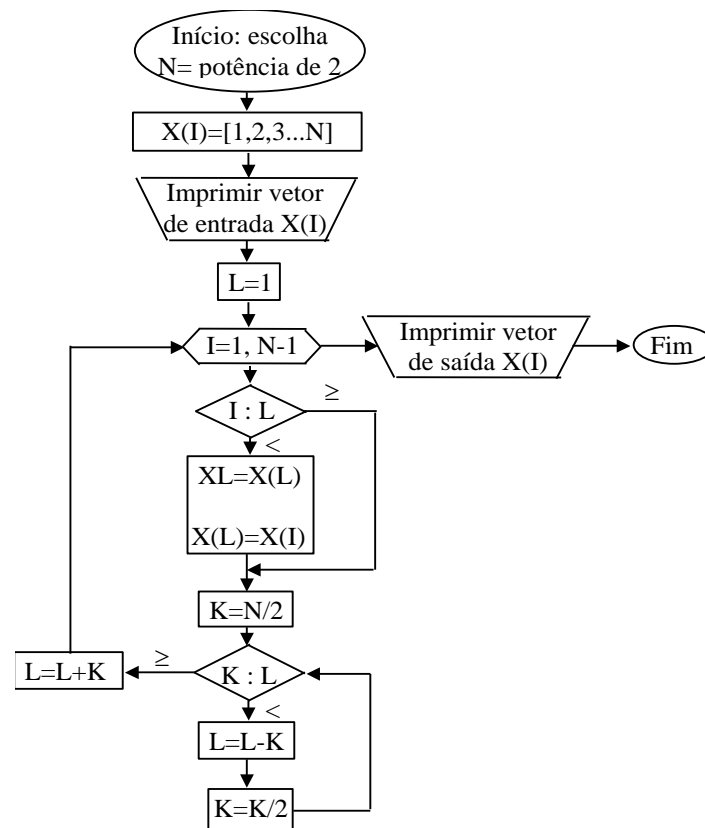 Início: escolha
N= potência de 2
X(I)=[1,2,3...N]
Imprimir vetor
de entrada X(I)
L=1
I=1, N-1
Imprimir vetor
de saída X(I)
Fim
I : L
≥
<
XL=X(L)
X(L)=X(I)
K=N/2
K : L
≥
L=L+K
<
L=L-K
K=K/2